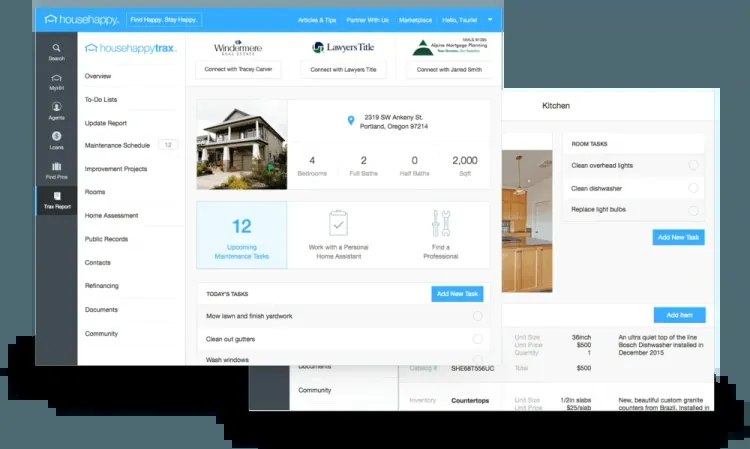 househappy.
Find Happy. Stay Happy.
Articles & Tips
Partner With Us
Marketplace
Hello, Taurie!
Search
MyHH
Agents
Loans
Find Pros
Trax Report
househappytrax
Overview
To-Do Lists
Update Report
Maintenance Schedule 12
Improvement Projects
Rooms
Home Assessment
Public Records
Contacts
Refinancing
Documents
Community
Windermere
REAL ESTATE
Connect with Tracey Carver
Lawyers Title
Connect with Lawyers Title
NMLS 81395
Alpine Mortgage Planning
Connect with Jarred Smith
2319 SW Ankeny St,
Portland, Oregon 97214
4 2 0 2,000
Bedrooms Full Baths Half Baths Sqft
12
Upcoming
Maintenance Tasks
Work with a Personal
Home Assistant
Find a
Professional
TODAY'S TASKS
Add New Task
Mow lawn and finish yardwork
Clean out gutters
Wash windows
Kitchen
ROOM TASKS
Clean overhead lights
Clean dishwasher
Replace light bulbs
Add New Task
Add Item
Unit Size 36inch
Unit Price $500
Quantity 1
An ultra quiet top of the line
Bosch Dishwasher installed in
December 2015
Catalog # SHE68T556UC
Total $500
Documents
Community
Inventory Countertops
Unit Size 1/2in slabs
Unit Price $25/slab
New, beautiful custom granite
counters from Brazil. Installed in